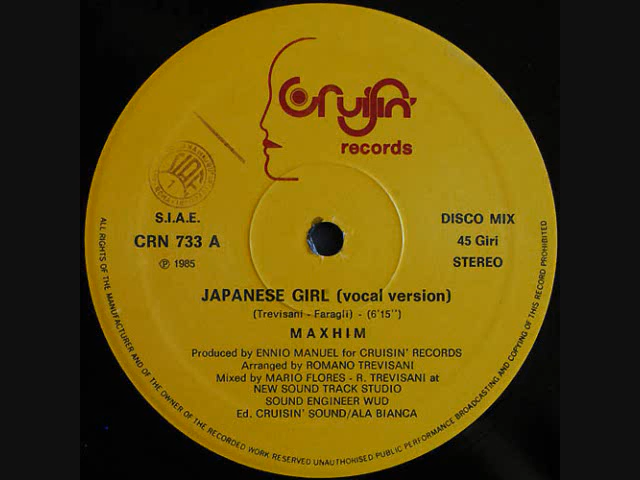 Cruisin'
records
S.I.A.E.
CRN 733 A
℗ 1985
DISCO MIX
45 Giri
STEREO
JAPANESE GIRL (vocal version)
(Trevisani - Faragli) - (6'15'')
MAXHIM
Produced by ENNIO MANUEL for CRUISIN' RECORDS
Arranged by ROMANO TREVISANI
Mixed by MARIO FLORES - R. TREVISANI at
NEW SOUND TRACK STUDIO
SOUND ENGINEER WUD
Ed. CRUISIN' SOUND/ALA BIANCA
ALL RIGHTS OF THE MANUFACTURER AND OF THE OWNER OF THE RECORDED WORK RESERVED UNAUTHORISED PUBLIC PERFORMANCE BROADCASTING AND COPYING OF THIS RECORD PROHIBITED
SIAE